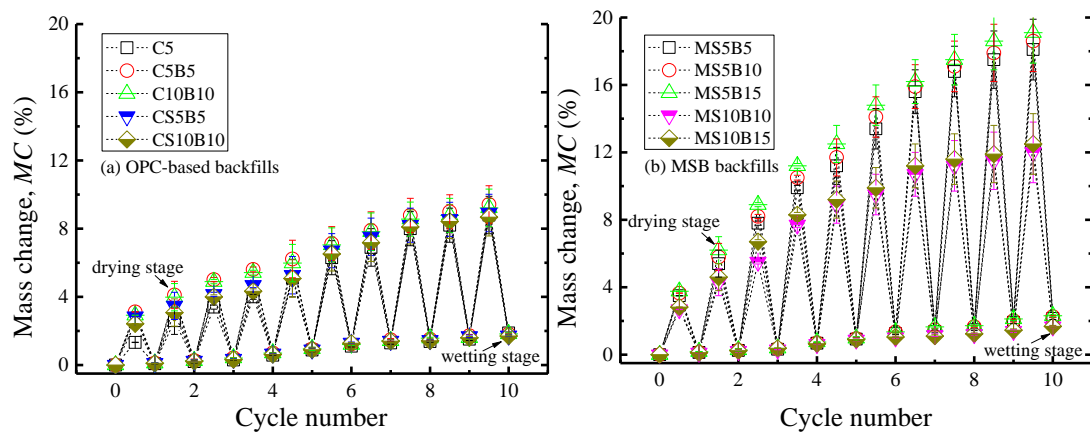 20
16
12
8
4
0
Mass change, MC (%)
C5
C5B5
C10B10
CS5B5
CS10B10
(a) OPC-based backfills
drying stage
wetting stage
0 2 4 6 8 10
Cycle number
20
16
12
8
4
0
Mass change, MC (%)
MS5B5
MS5B10
MS5B15
MS10B10
MS10B15
(b) MSB backfills
drying stage
wetting stage
0 2 4 6 8 10
Cycle number